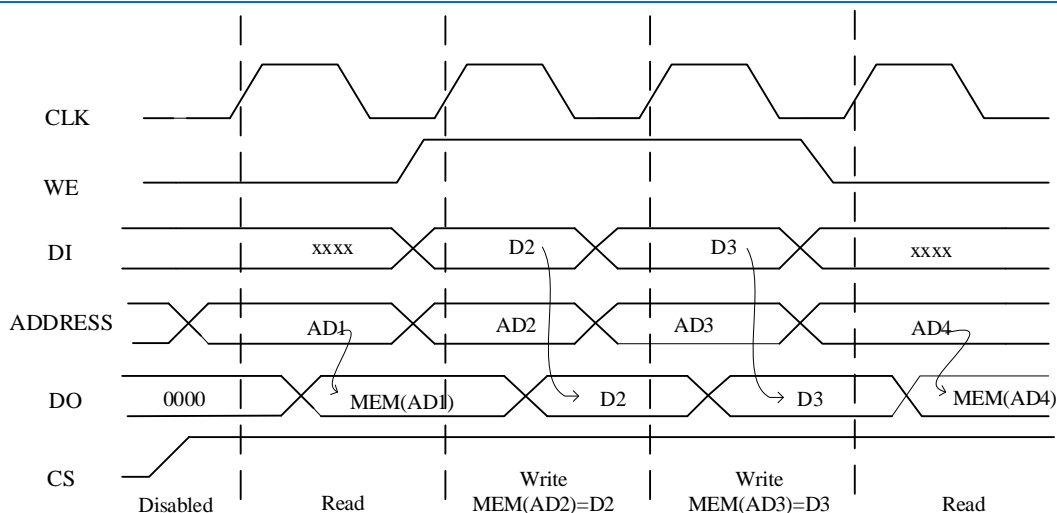 CLK
WE
DI xxxx D2 D3 xxxx
ADDRESS AD1 AD2 AD3 AD4
DO 0000 MEM(AD1) D2 D3 MEM(AD4)
CS
Disabled Read Write MEM(AD2)=D2 Write MEM(AD3)=D3 Read